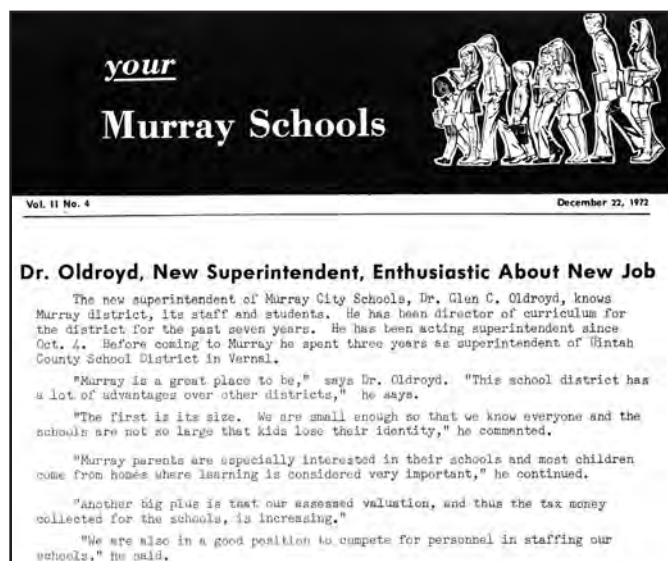 your
Murray Schools
Vol. II No. 4 December 22, 1972
Dr. Oldroyd, New Superintendent, Enthusiastic About New Job
The new superintendent of Murray City Schools, Dr. Glen C. Oldroyd, knows
Murray district, its staff and students. He has been director of curriculum for
the district for the past seven years. He has been acting superintendent since
Oct. 4. Before coming to Murray he spent three years as superintendent of Uintah
County School District in Vernal.
"Murray is a great place to be," says Dr. Oldroyd. "This school district has
a lot of advantages over other districts," he says.
"The first is its size. We are small enough so that we know everyone and the
schools are not so large that kids lose their identity," he commented.
"Murray parents are especially interested in their schools and most children
come from homes where learning is considered very important," he continued.
"Another big plus is that our assessed valuation, and thus the tax money
collected for the schools, is increasing."
"We are also in a good position to compete for personnel in staffing our
schools," he said.